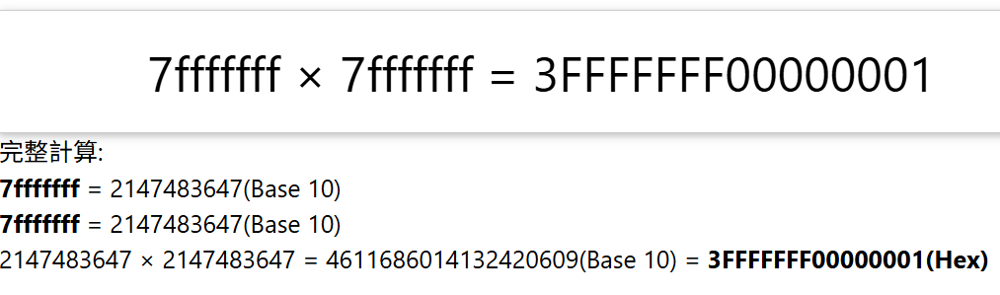 7fffffff × 7fffffff = 3FFFFFFF00000001
完整計算:
7fffffff = 2147483647(Base 10)
7fffffff = 2147483647(Base 10)
2147483647 × 2147483647 = 4611686014132420609(Base 10) = 3FFFFFFF00000001(Hex)